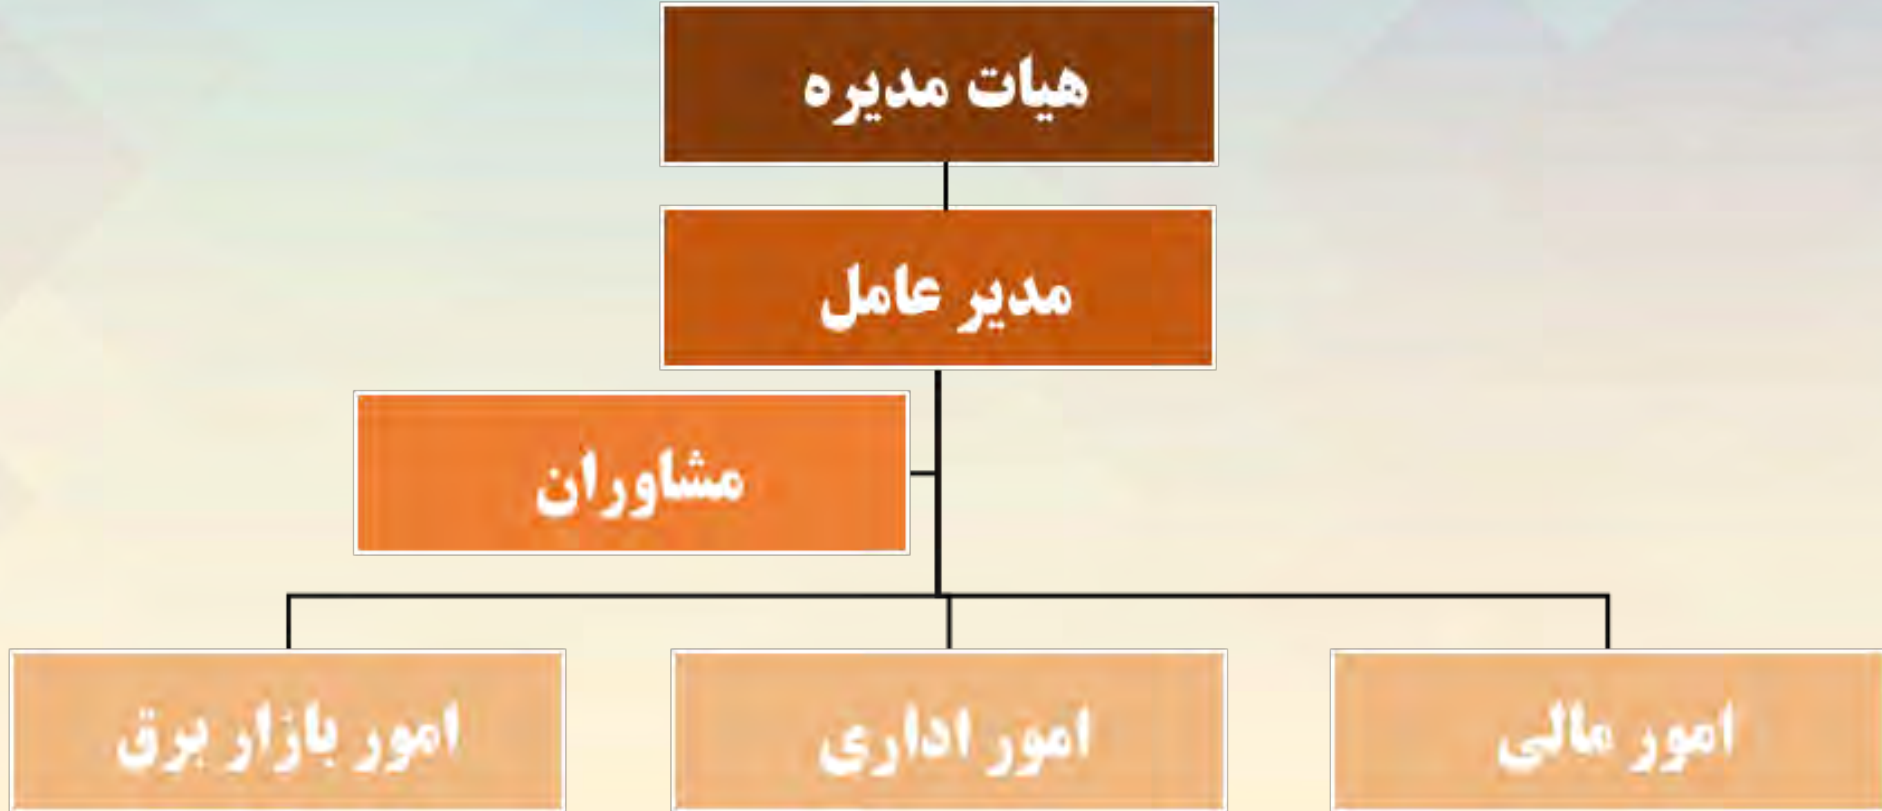 هیات مدیره
مدیر عامل
مشاوران
امور مالی
امور اداری
امور بازار برق